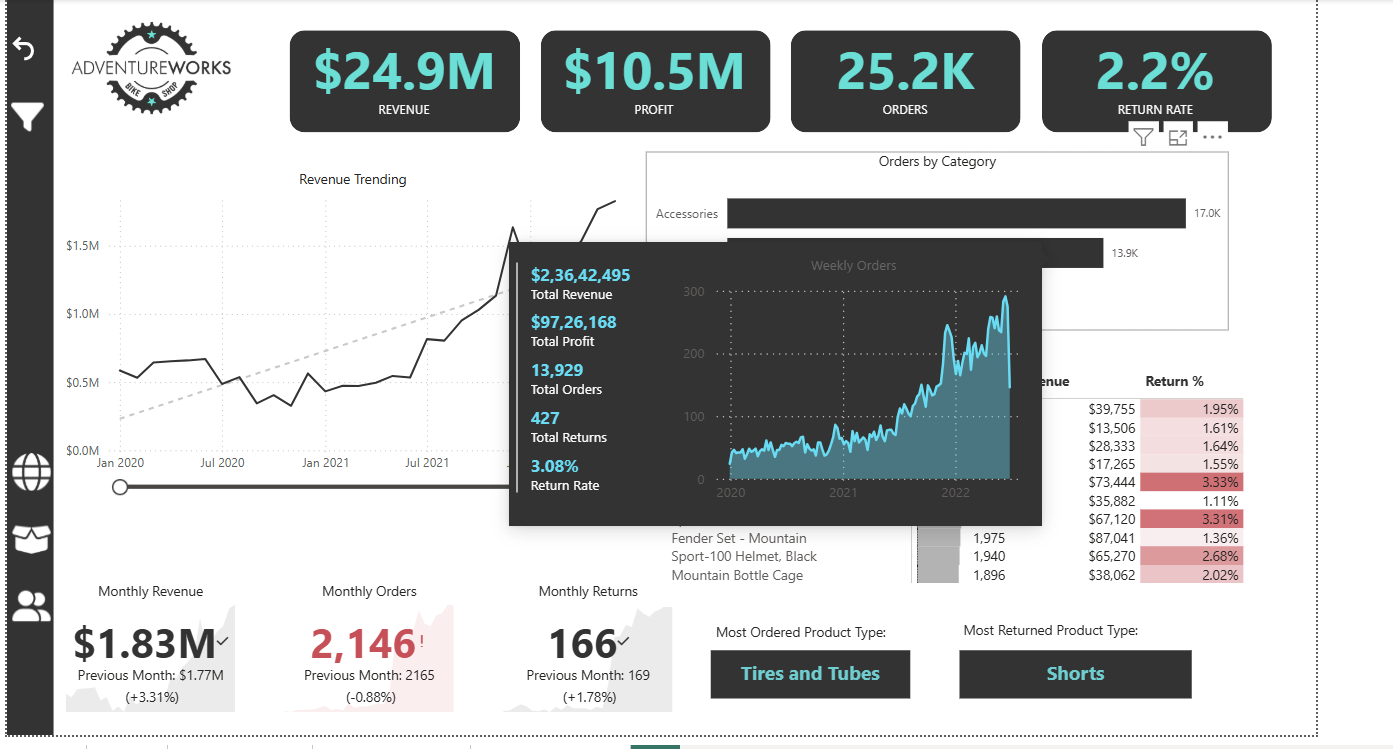 ADVENTUREWORKS
BIKE SHOP
$24.9M
REVENUE
$10.5M
PROFIT
25.2K
ORDERS
2.2%
RETURN RATE
Revenue Trending
$1.5M
$1.0M
$0.5M
$0.0M
Jan 2020
Jul 2020
Jan 2021
Jul 2021
Orders by Category
Accessories
17.0K
13.9K
$2,36,42,495
Total Revenue
$97,26,168
Total Profit
13,929
Total Orders
427
Total Returns
3.08%
Return Rate
Weekly Orders
300
200
100
0
2020
2021
2022
enue Return %
$39,755 1.95%
$13,506 1.61%
$28,333 1.64%
$17,265 1.55%
$73,444 3.33%
$35,882 1.11%
$67,120 3.31%
Fender Set - Mountain 1,975 $87,041 1.36%
Sport-100 Helmet, Black 1,940 $65,270 2.68%
Mountain Bottle Cage 1,896 $38,062 2.02%
Monthly Revenue
$1.83M
Previous Month: $1.77M
(+3.31%)
Monthly Orders
2,146!
Previous Month: 2165
(-0.88%)
Monthly Returns
166
Previous Month: 169
(+1.78%)
Most Ordered Product Type:
Tires and Tubes
Most Returned Product Type:
Shorts